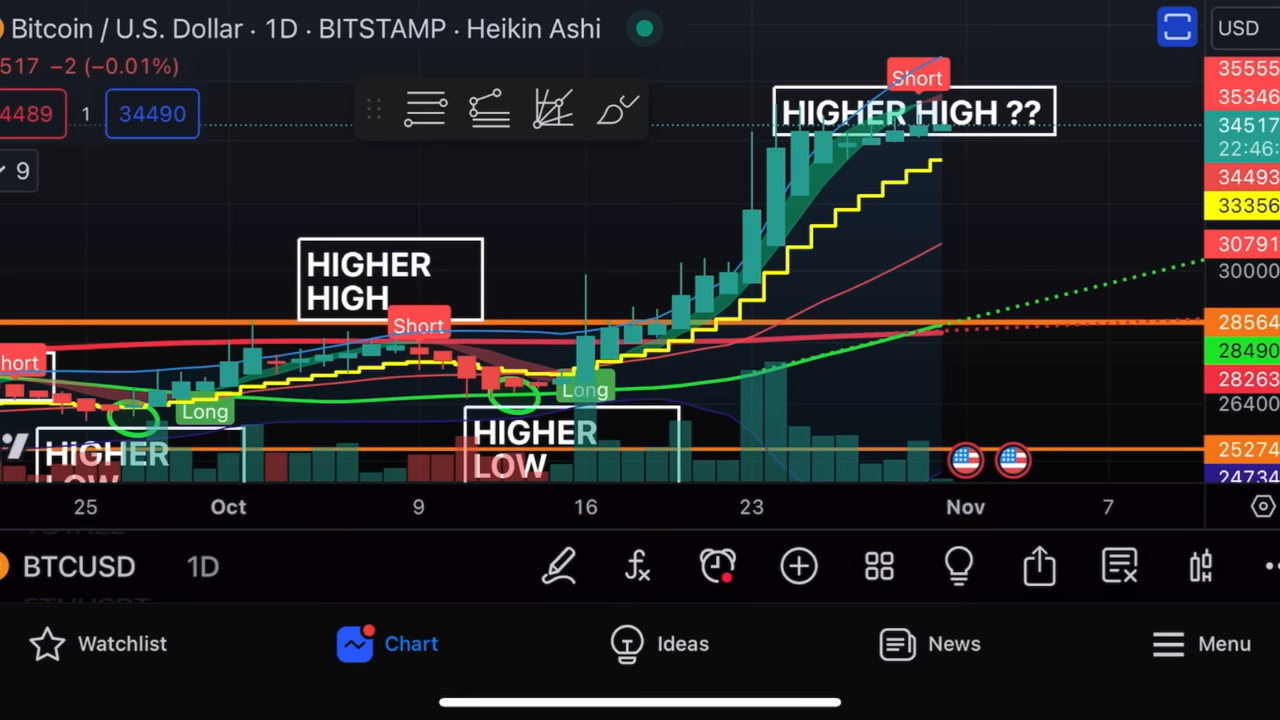 Bitcoin / U.S. Dollar · 1D · BITSTAMP · Heikin Ashi
USD
517 −2 (−0.01%)
4489
1
34490
9
HIGHER HIGH ??
Short
HIGHER
HIGH
Short
hort
Long
Long
HIGHER
LOW
HIGHER
LOW
35555
35346
34517
22:46:
34493
33356
30791
30000
28564
28490
28263
26400
25274
24734
25
Oct
9
16
23
Nov
7
BTCUSD
1D
Watchlist
Chart
Ideas
News
Menu